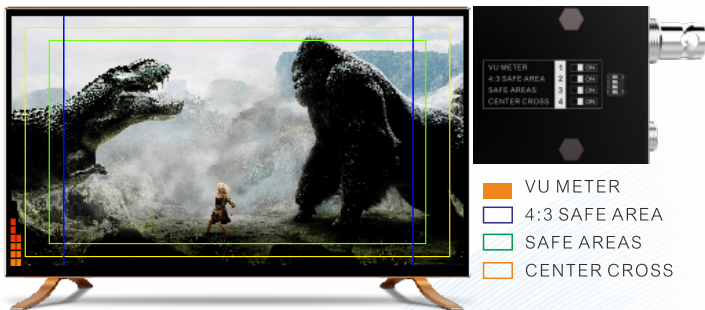 VU METER 1 ON
4:3 SAFE AREA 2 ON
SAFE AREAS 3 ON
CENTER CROSS 4 ON
VU METER
4:3 SAFE AREA
SAFE AREAS
CENTER CROSS